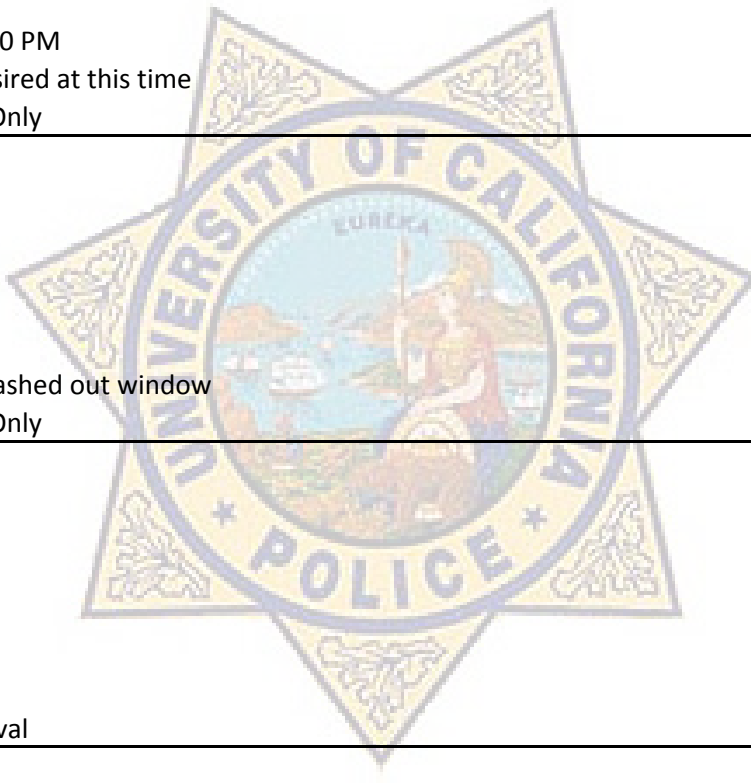 0 PM
sired at this time
Only
UNIVERSITY OF CALIFORNIA
EUREKA
ashed out window
Only
* POLICE *
val